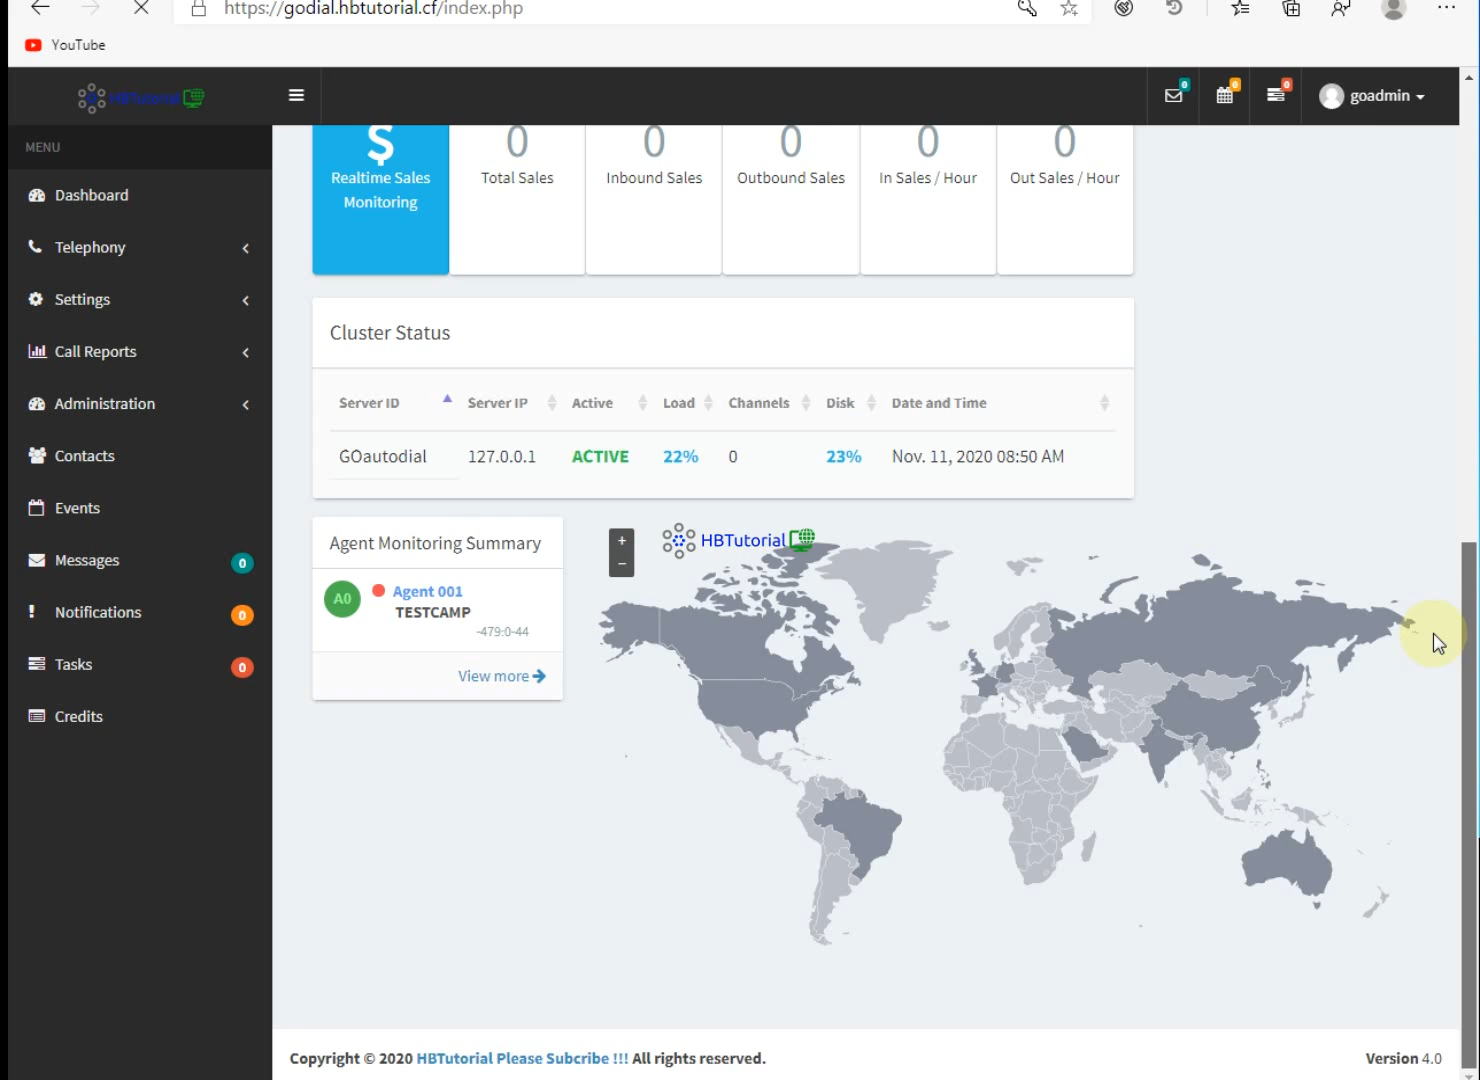 https://godial.hbtutorial.cf/index.php
YouTube
HBTutorial
0
0
0
goadmin
MENU
Dashboard
Telephony
Settings
Call Reports
Administration
Contacts
Events
Messages 0
Notifications 0
Tasks 0
Credits
$ 0 0 0 0 0
Realtime Sales Monitoring
Total Sales
Inbound Sales
Outbound Sales
In Sales / Hour
Out Sales / Hour
Cluster Status
Server ID Server IP Active Load Channels Disk Date and Time
GOautodial 127.0.0.1 ACTIVE 22% 0 23% Nov. 11, 2020 08:50 AM
Agent Monitoring Summary
A0 Agent 001
TESTCAMP
-479:0-44
View more
+
−
HBTutorial
Copyright © 2020 HBTutorial Please Subcribe !!! All rights reserved.
Version 4.0